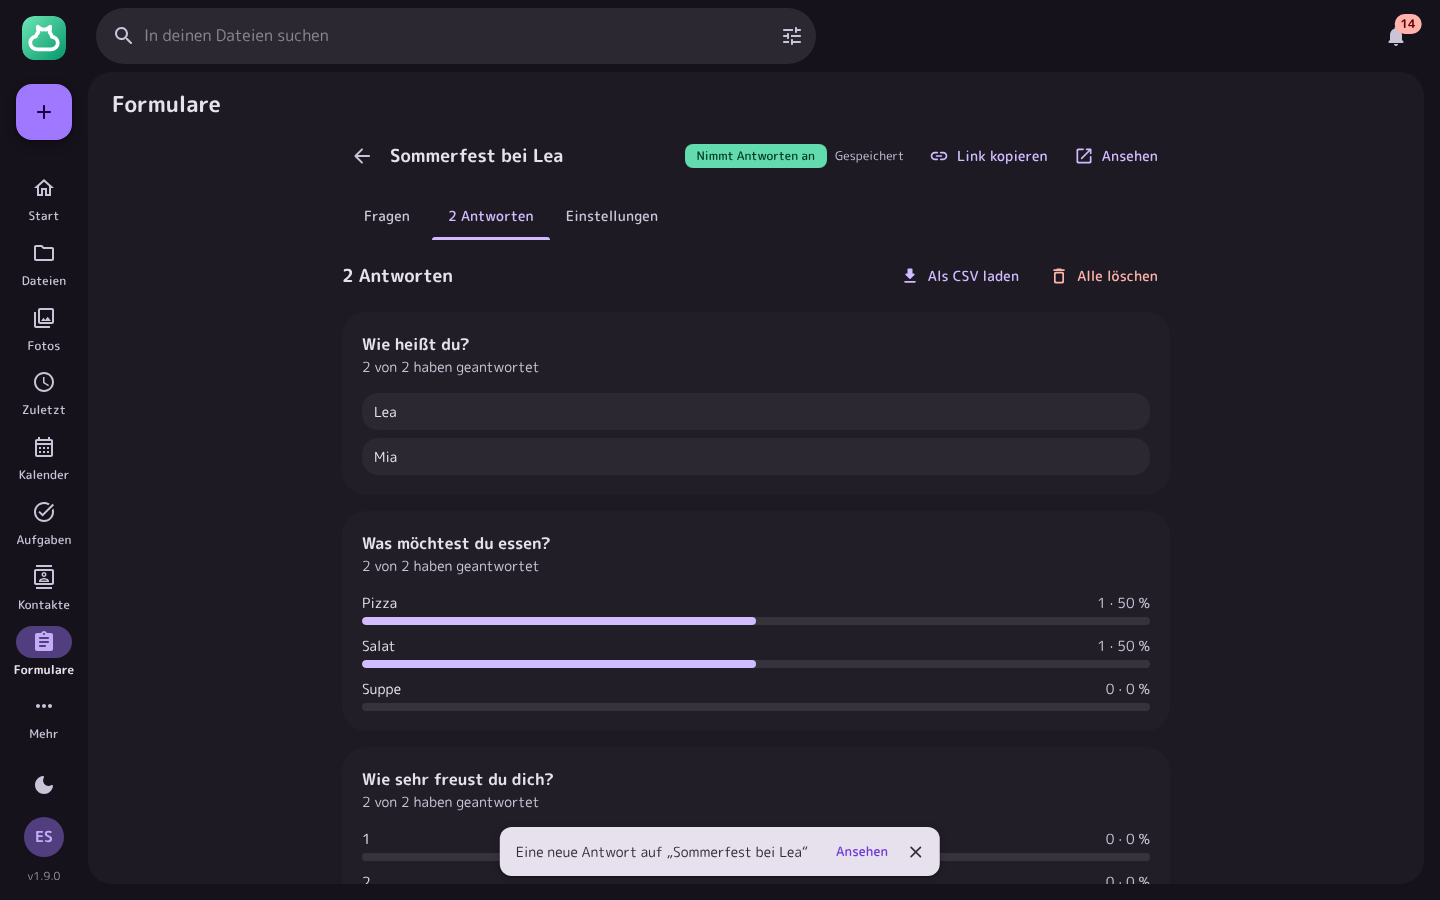 In deinen Dateien suchen
14
Formulare
Sommerfest bei Lea
Nimmt Antworten an
Gespeichert
Link kopieren
Ansehen
Start
Dateien
Fotos
Zuletzt
Kalender
Aufgaben
Kontakte
Formulare
Mehr
ES
v1.9.0
Fragen
2 Antworten
Einstellungen
2 Antworten
Als CSV laden
Alle löschen
Wie heißt du?
2 von 2 haben geantwortet
Lea
Mia
Was möchtest du essen?
2 von 2 haben geantwortet
Pizza
1 · 50 %
Salat
1 · 50 %
Suppe
0 · 0 %
Wie sehr freust du dich?
2 von 2 haben geantwortet
1
0 · 0 %
2
0 · 0 %
Eine neue Antwort auf „Sommerfest bei Lea“
Ansehen